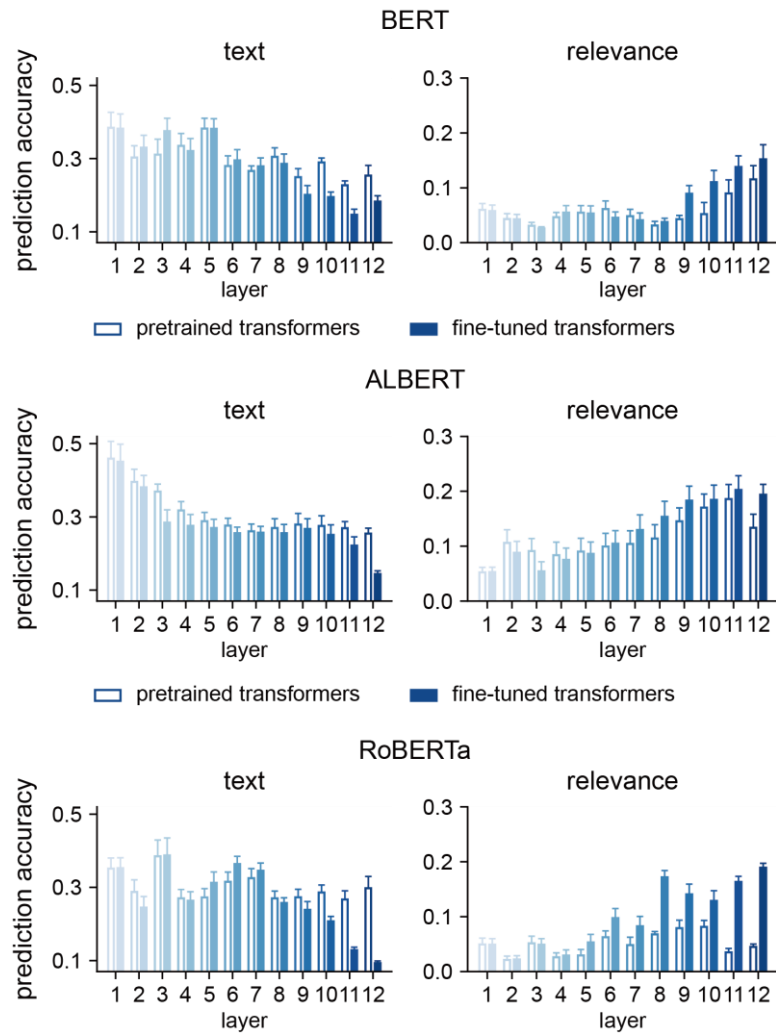 BERT
text
relevance
prediction accuracy
0.5
0.3
0.1
0.3
0.2
0.1
0.0
1 2 3 4 5 6 7 8 9 10 11 12
1 2 3 4 5 6 7 8 9 10 11 12
layer
layer
pretrained transformers
fine-tuned transformers
ALBERT
text
relevance
prediction accuracy
0.5
0.3
0.1
0.3
0.2
0.1
0.0
1 2 3 4 5 6 7 8 9 10 11 12
1 2 3 4 5 6 7 8 9 10 11 12
layer
layer
pretrained transformers
fine-tuned transformers
RoBERTa
text
relevance
prediction accuracy
0.5
0.3
0.1
0.3
0.2
0.1
0.0
1 2 3 4 5 6 7 8 9 10 11 12
1 2 3 4 5 6 7 8 9 10 11 12
layer
layer